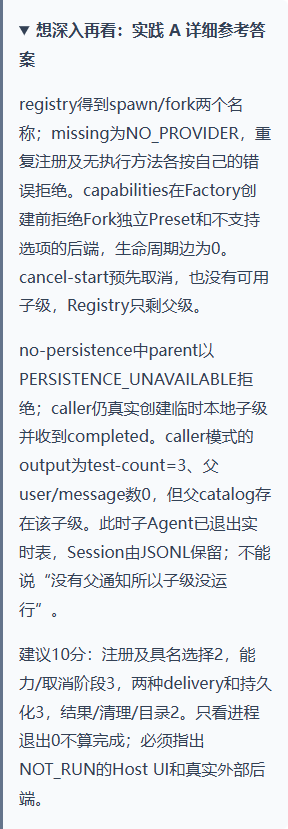 ▼ 想深入再看：实践 A 详细参考答
案
registry得到spawn/fork两个名
称；missing为NO_PROVIDER，重
复注册及无执行方法各按自己的错
误拒绝。capabilities在Factory创
建前拒绝Fork独立Preset和不支持
选项的后端，生命周期边为0。
cancel-start预先取消，也没有可用
子级，Registry只剩父级。
no-persistence中parent以
PERSISTENCE_UNAVAILABLE拒
绝；caller仍真实创建临时本地子级
并收到completed。caller模式的
output为test-count=3、父
user/message数0，但父catalog存
在该子级。此时子Agent已退出实
时表，Session由JSONL保留；不能
说“没有父通知所以子级没运
行”。
建议10分：注册及具名选择2，能
力/取消阶段3，两种delivery和持久
化3，结果/清理/目录2。只看进程
退出0不算完成；必须指出
NOT_RUN的Host UI和真实外部后
端。